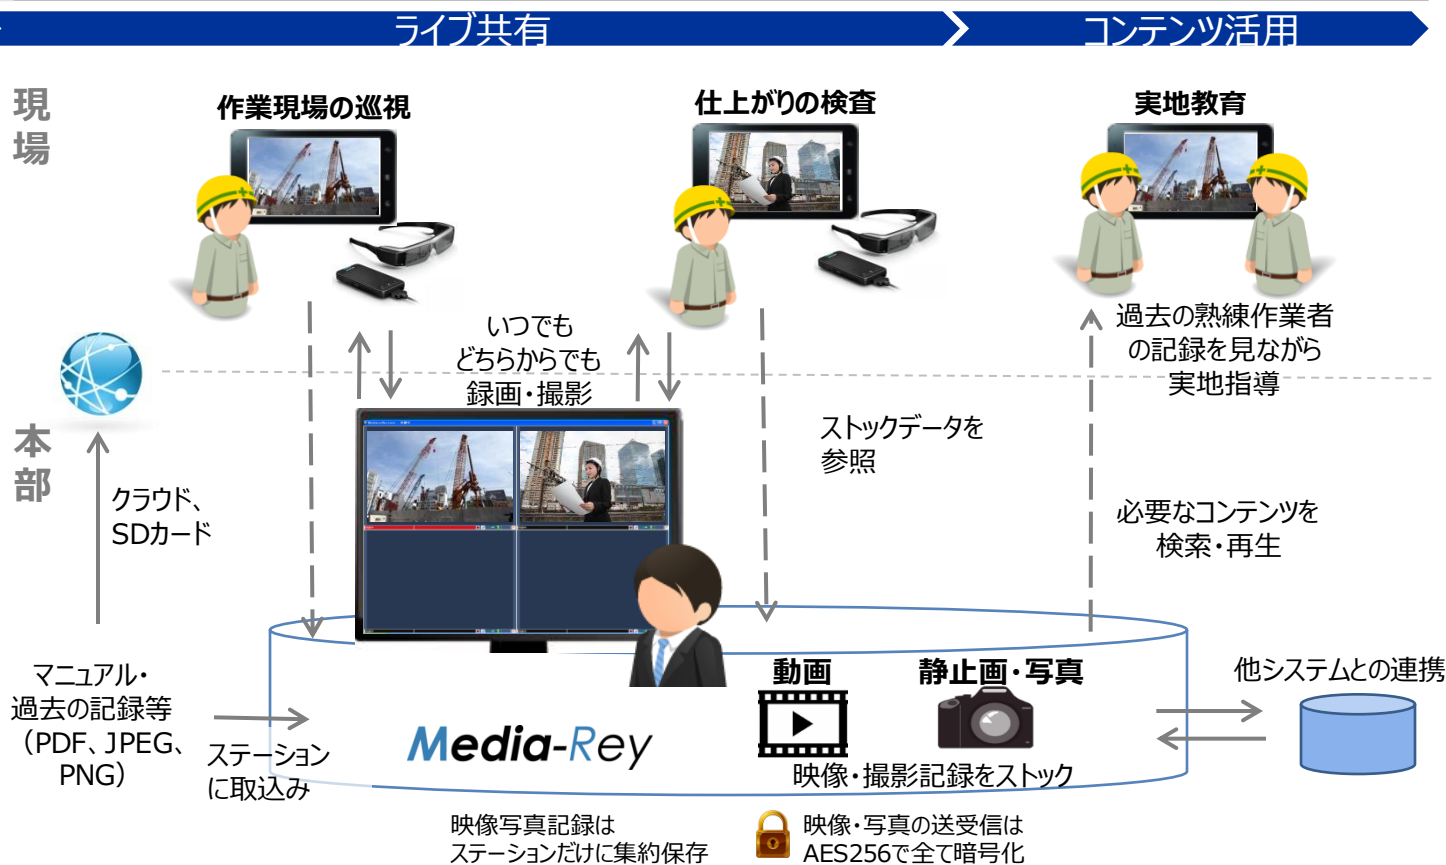 ライブ共有
コンテンツ活用
現場
作業現場の巡視
仕上がりの検査
実地教育
いつでも
どちらからでも
録画・撮影
過去の熟練作業者
の記録を見ながら
実地指導
本部
クラウド、
SDカード
ストックデータを
参照
必要なコンテンツを
検索・再生
マニュアル・
過去の記録等
（PDF、JPEG、
PNG）
ステーション
に取込み
Media-Rey
動画
静止画・写真
映像・撮影記録をストック
他システムとの連携
映像写真記録は
ステーションだけに集約保存
映像・写真の送受信は
AES256で全て暗号化